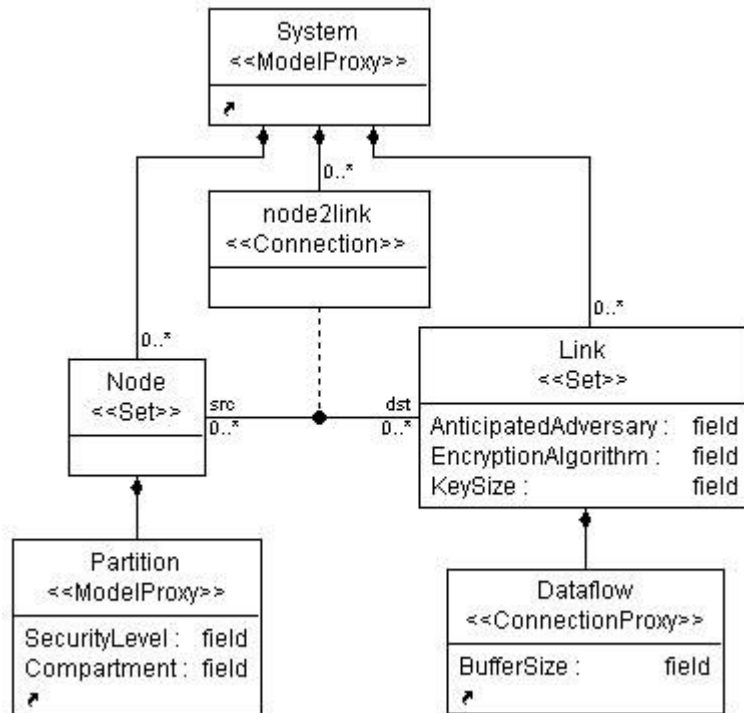 System
<<ModelProxy>>
0..*
node2link
<<Connection>>
0..*
0..*
Node
<<Set>>
src
0..*
dst
0..*
Link
<<Set>>
AnticipatedAdversary : field
EncryptionAlgorithm : field
KeySize : field
Partition
<<ModelProxy>>
SecurityLevel : field
Compartment : field
Dataflow
<<ConnectionProxy>>
BufferSize : field